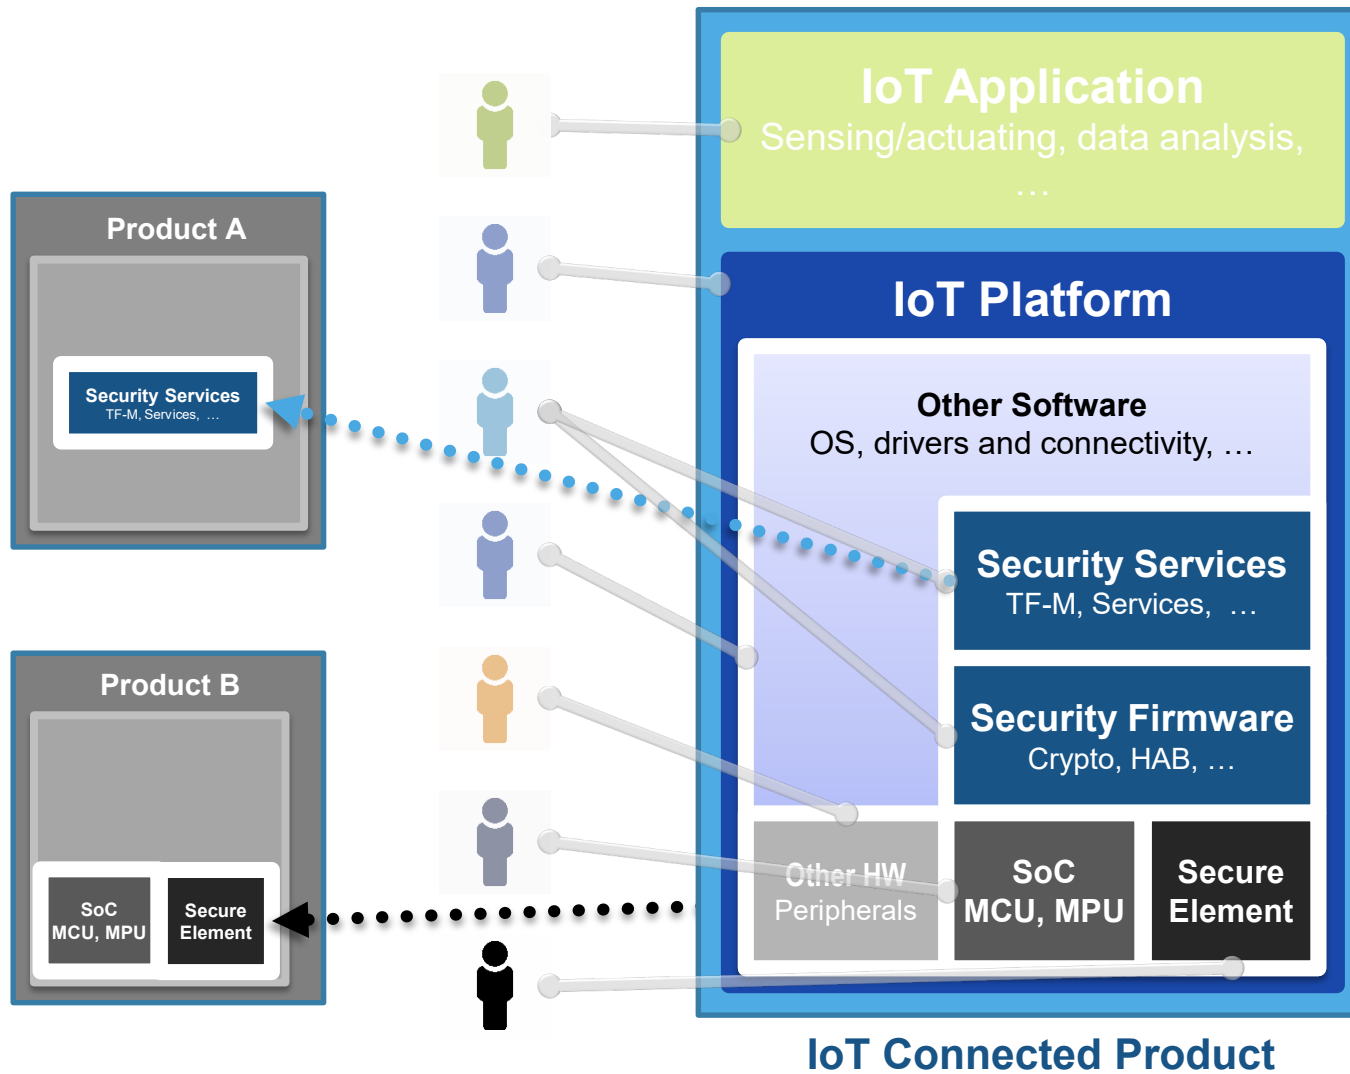 IoT Application
Sensing/actuating, data analysis,
…
Product A
Security Services
TF-M, Services, …
IoT Platform
Other Software
OS, drivers and connectivity, …
Security Services
TF-M, Services, …
Security Firmware
Crypto, HAB, …
Product B
SoC
MCU, MPU
Secure
Element
Other HW
Peripherals
SoC
MCU, MPU
Secure
Element
IoT Connected Product